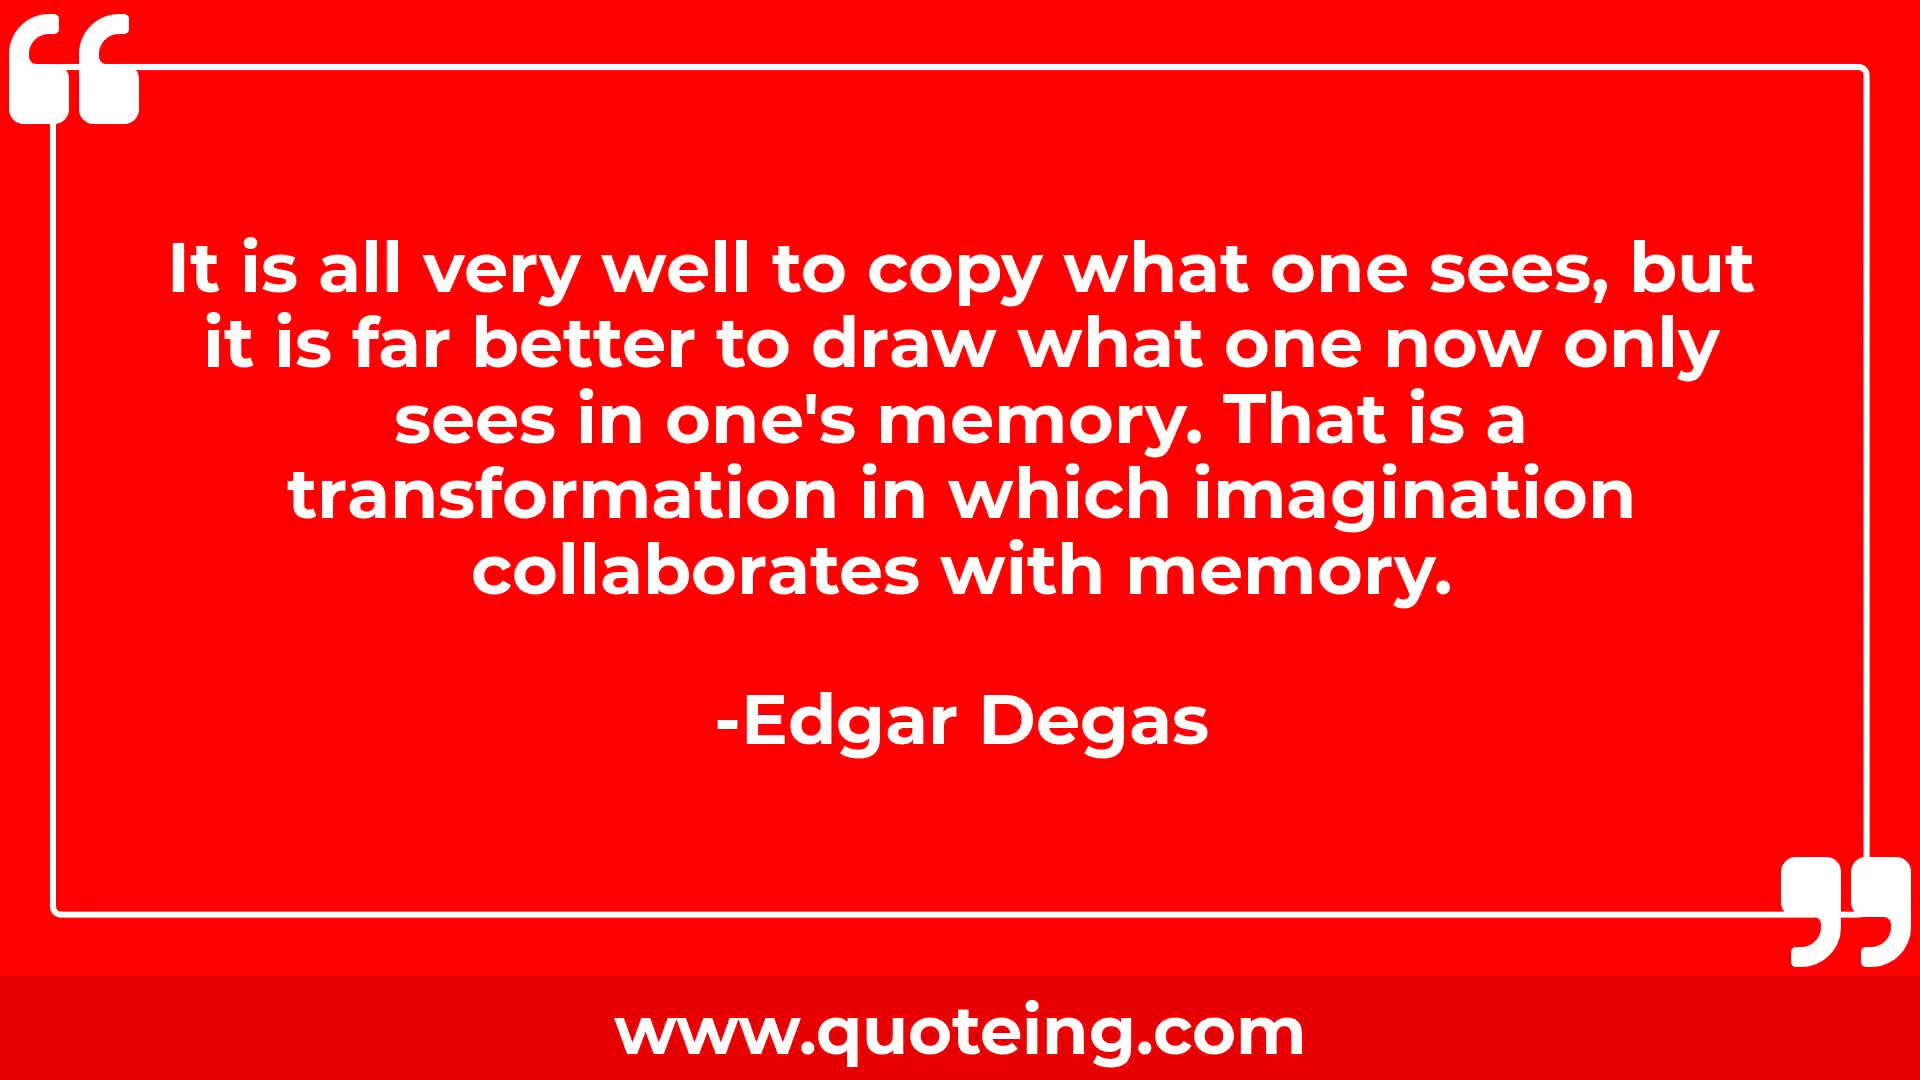 It is all very well to copy what one sees, but
it is far better to draw what one now only
sees in one's memory. That is a
transformation in which imagination
collaborates with memory.
-Edgar Degas
www.quoteing.com